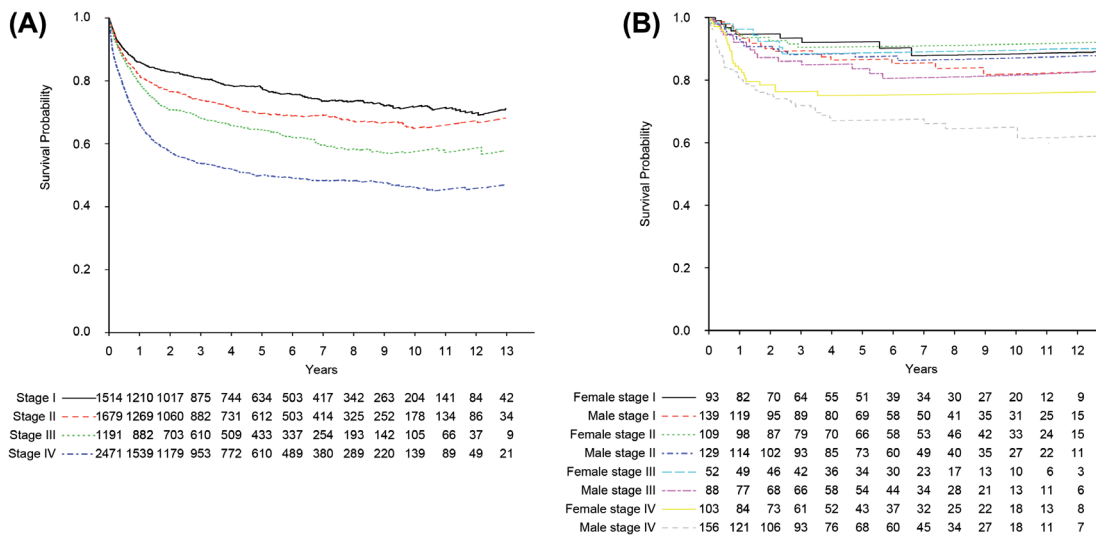 (A)
Survival Probability
1.0
0.8
0.6
0.4
0.2
0.0
0 1 2 3 4 5 6 7 8 9 10 11 12 13
Years
Stage I 1514 1210 1017 875 744 634 503 417 342 263 204 141 84 42
Stage II 1679 1269 1060 882 731 612 503 414 325 252 178 134 86 34
Stage III 1191 882 703 610 509 433 337 254 193 142 105 66 37 9
Stage IV 2471 1539 1179 953 772 610 489 380 289 220 139 89 49 21
(B)
Survival Probability
1.0
0.8
0.6
0.4
0.2
0.0
0 1 2 3 4 5 6 7 8 9 10 11 12
Years
Female stage I 93 82 70 64 55 51 39 34 30 27 20 12 9
Male stage I 139 119 95 89 80 69 58 50 41 35 31 25 15
Female stage II 109 98 87 79 70 66 58 53 46 42 33 24 15
Male stage II 129 114 102 93 85 73 60 49 40 35 27 22 11
Female stage III 52 49 46 42 36 34 30 23 17 13 10 6 3
Male stage III 88 77 68 66 58 54 44 34 28 21 13 11 6
Female stage IV 103 84 73 61 52 43 37 32 25 22 18 13 8
Male stage IV 156 121 106 93 76 68 60 45 34 27 18 11 7